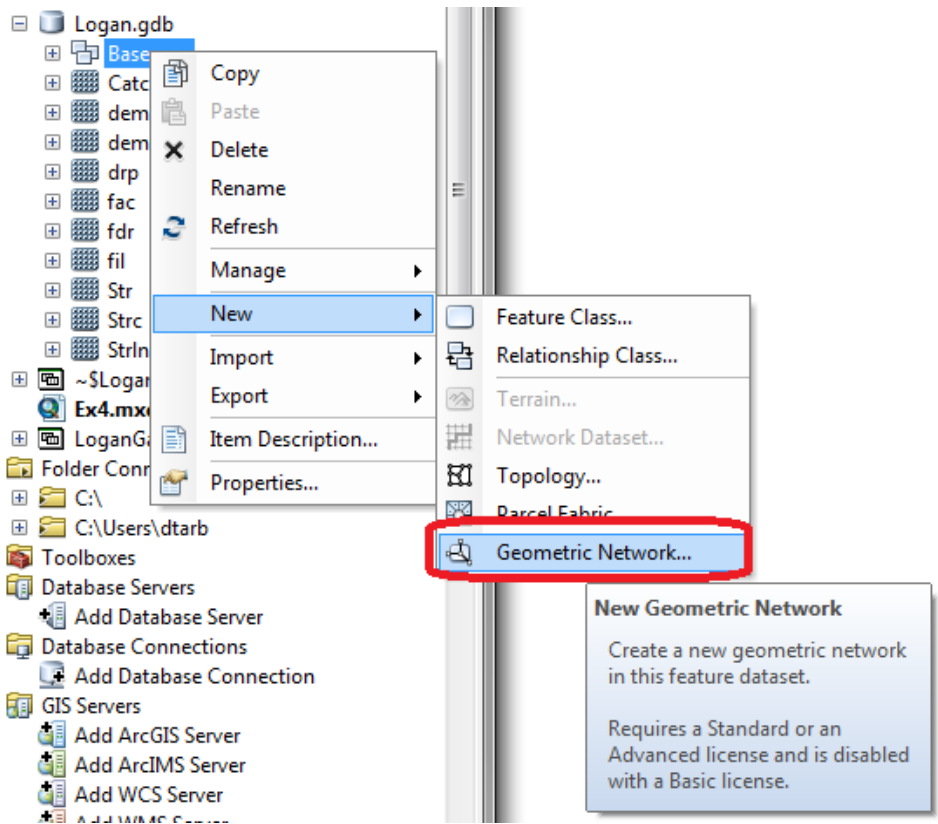 Logan.gdb
Base
Catc
dem
dem
drp
fac
fdr
fil
Str
Strc
StrIn
~$Logan
Ex4.mxd
LoganGa
Folder Conn
C:\
C:\Users\dtarb
Toolboxes
Database Servers
Add Database Server
Database Connections
Add Database Connection
GIS Servers
Add ArcGIS Server
Add ArcIMS Server
Add WCS Server
Add WMS Server
Copy
Paste
Delete
Rename
Refresh
Manage
New
Import
Export
Item Description...
Properties...
Feature Class...
Relationship Class...
Terrain...
Network Dataset...
Topology...
Parcel Fabric
Geometric Network...
New Geometric Network
Create a new geometric network
in this feature dataset.
Requires a Standard or an
Advanced license and is disabled
with a Basic license.